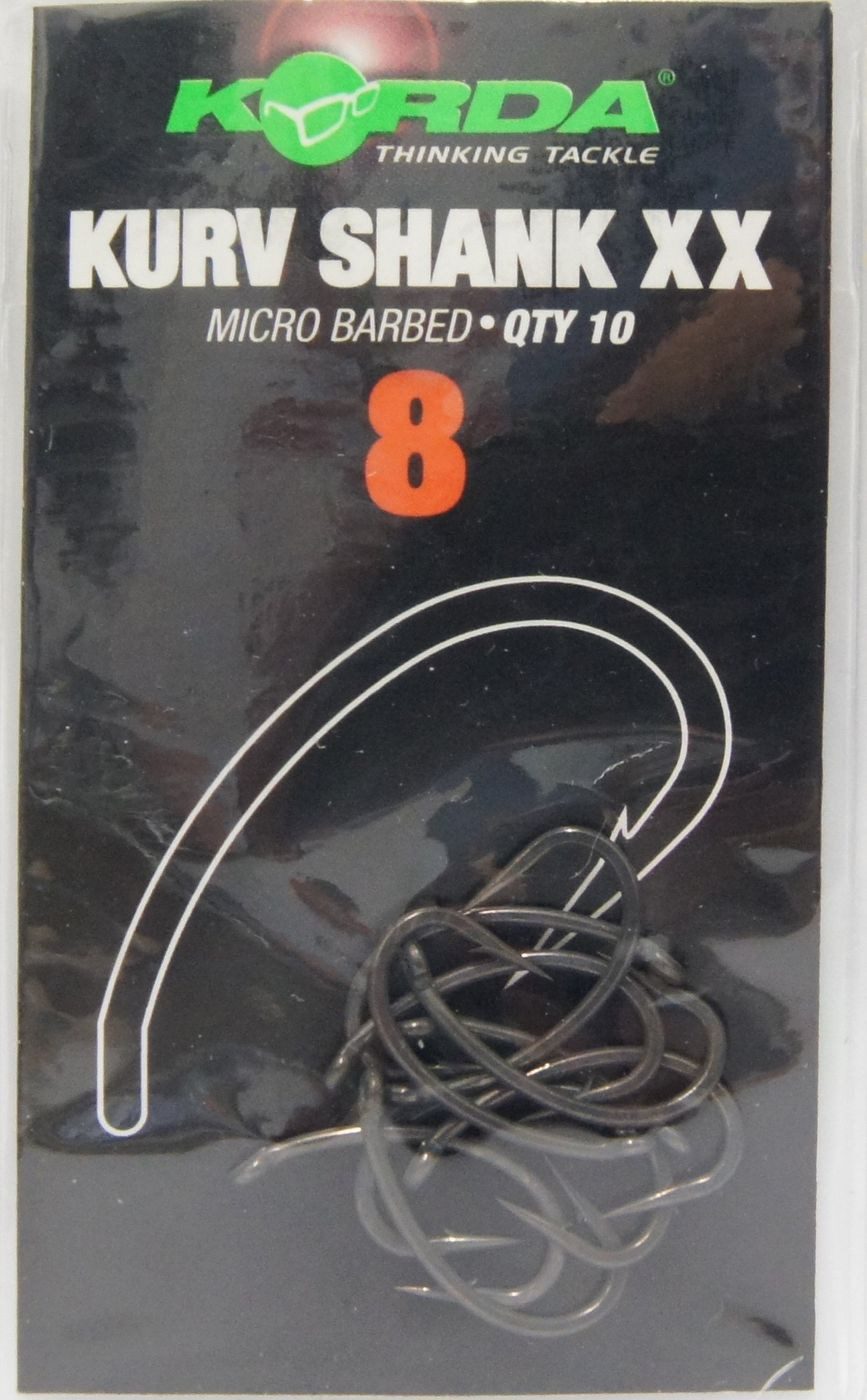 KORDA®
THINKING TACKLE
KURV SHANK XX
MICRO BARBED • QTY 10
8